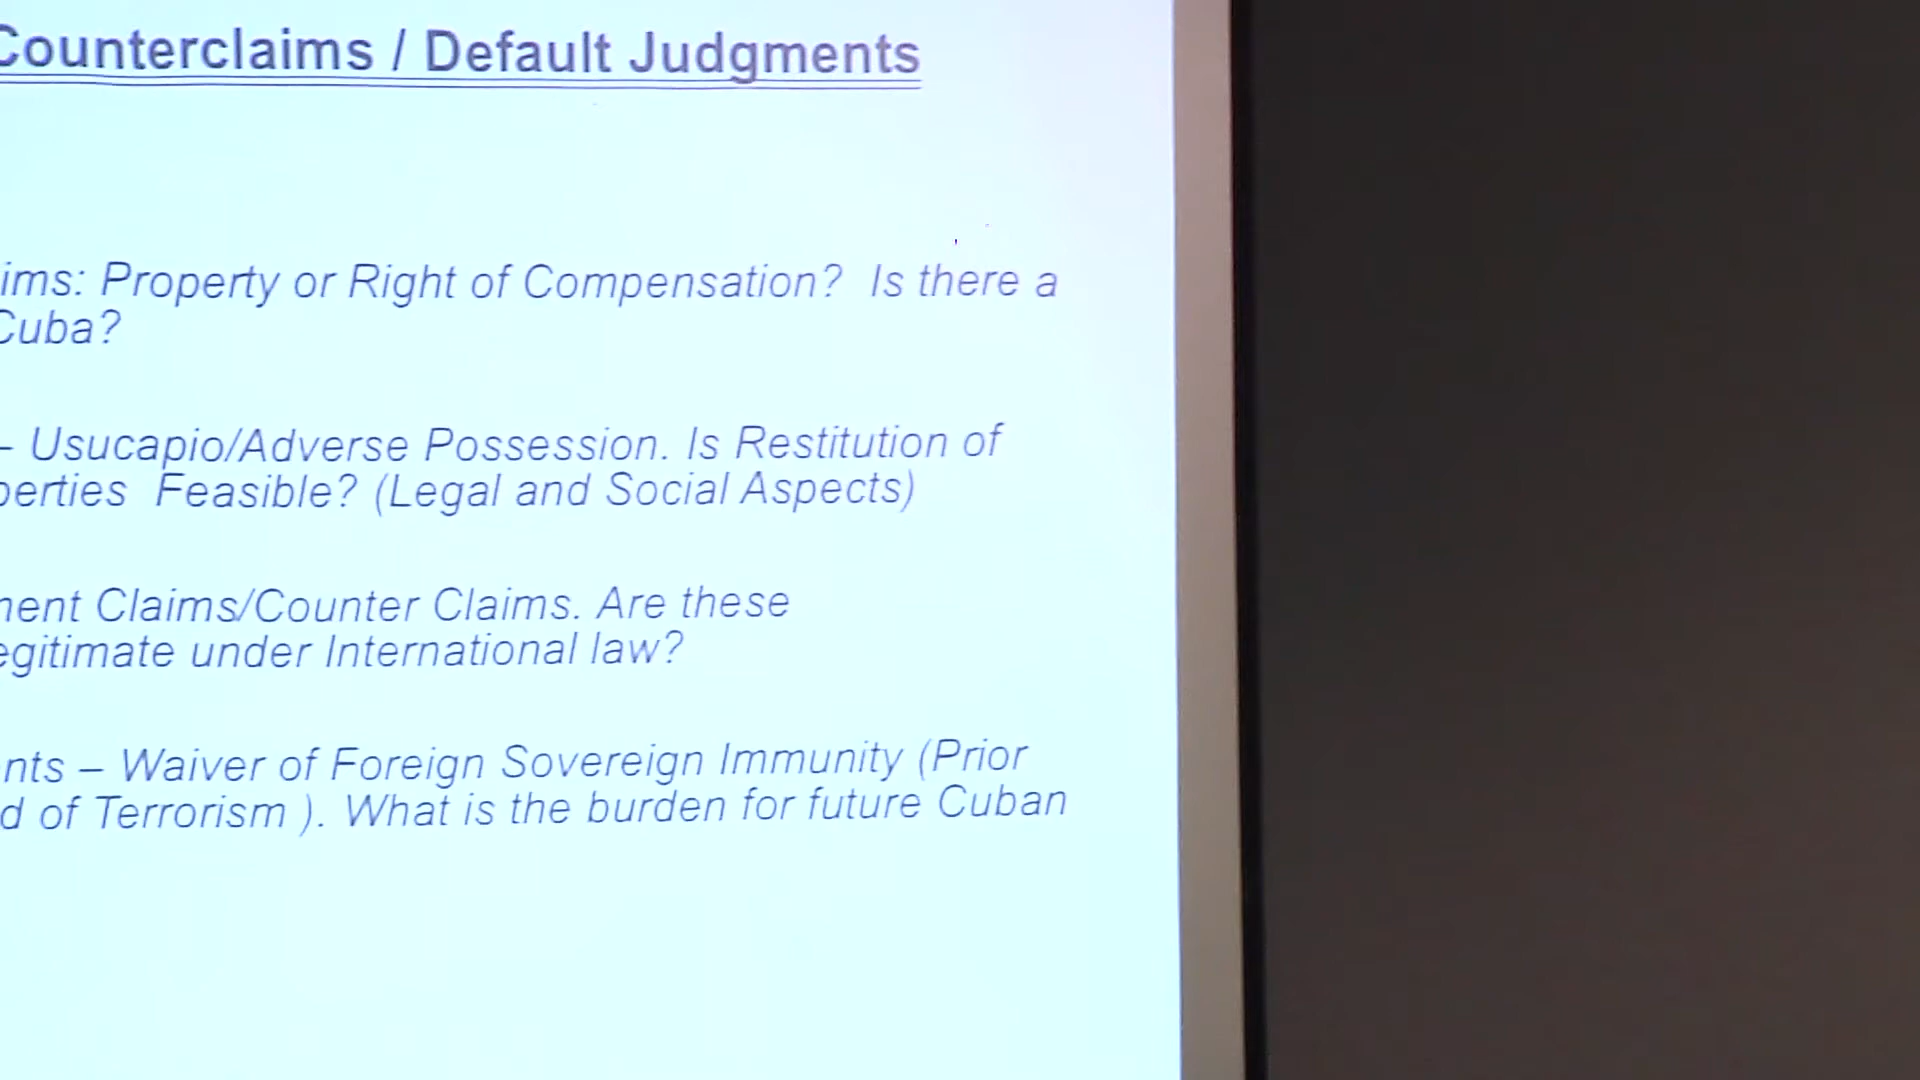 Counterclaims / Default Judgments
ims: Property or Right of Compensation? Is there a
Cuba?
– Usucapio/Adverse Possession. Is Restitution of
perties Feasible? (Legal and Social Aspects)
ment Claims/Counter Claims. Are these
egitimate under International law?
nts – Waiver of Foreign Sovereign Immunity (Prior
d of Terrorism ). What is the burden for future Cuban